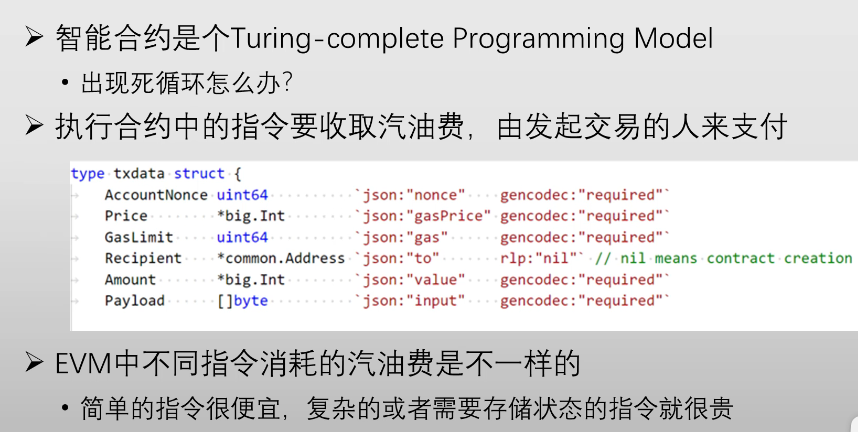 ➢ 智能合约是个Turing-complete Programming Model
• 出现死循环怎么办？
➢ 执行合约中的指令要收取汽油费，由发起交易的人来支付
type txdata struct {
AccountNonce uint64 `json:"nonce" gencodec:"required"`
Price *big.Int `json:"gasPrice" gencodec:"required"`
GasLimit uint64 `json:"gas" gencodec:"required"`
Recipient *common.Address `json:"to" rlp:"nil"` // nil means contract creation
Amount *big.Int `json:"value" gencodec:"required"`
Payload []byte `json:"input" gencodec:"required"`
➢ EVM中不同指令消耗的汽油费是不一样的
• 简单的指令很便宜，复杂的或者需要存储状态的指令就很贵